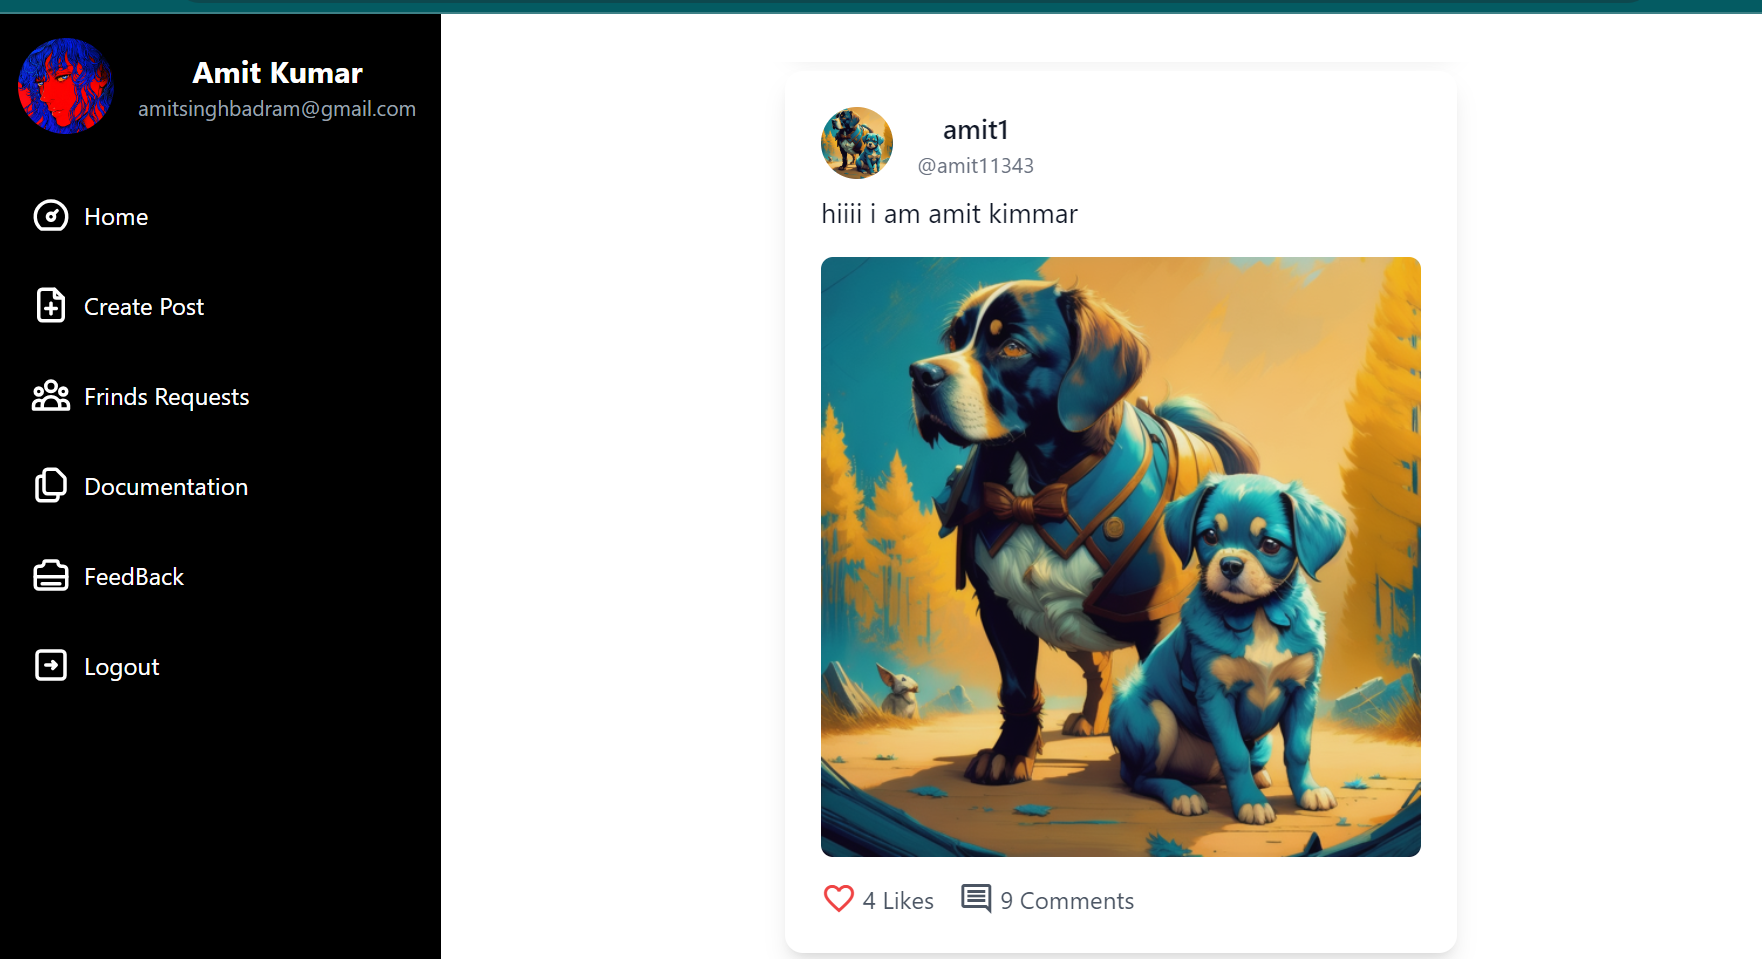 Amit Kumar
amitsinghbadram@gmail.com
Home
Create Post
Frinds Requests
Documentation
FeedBack
Logout
amit1
@amit11343
hiiii i am amit kimmar
4 Likes 9 Comments